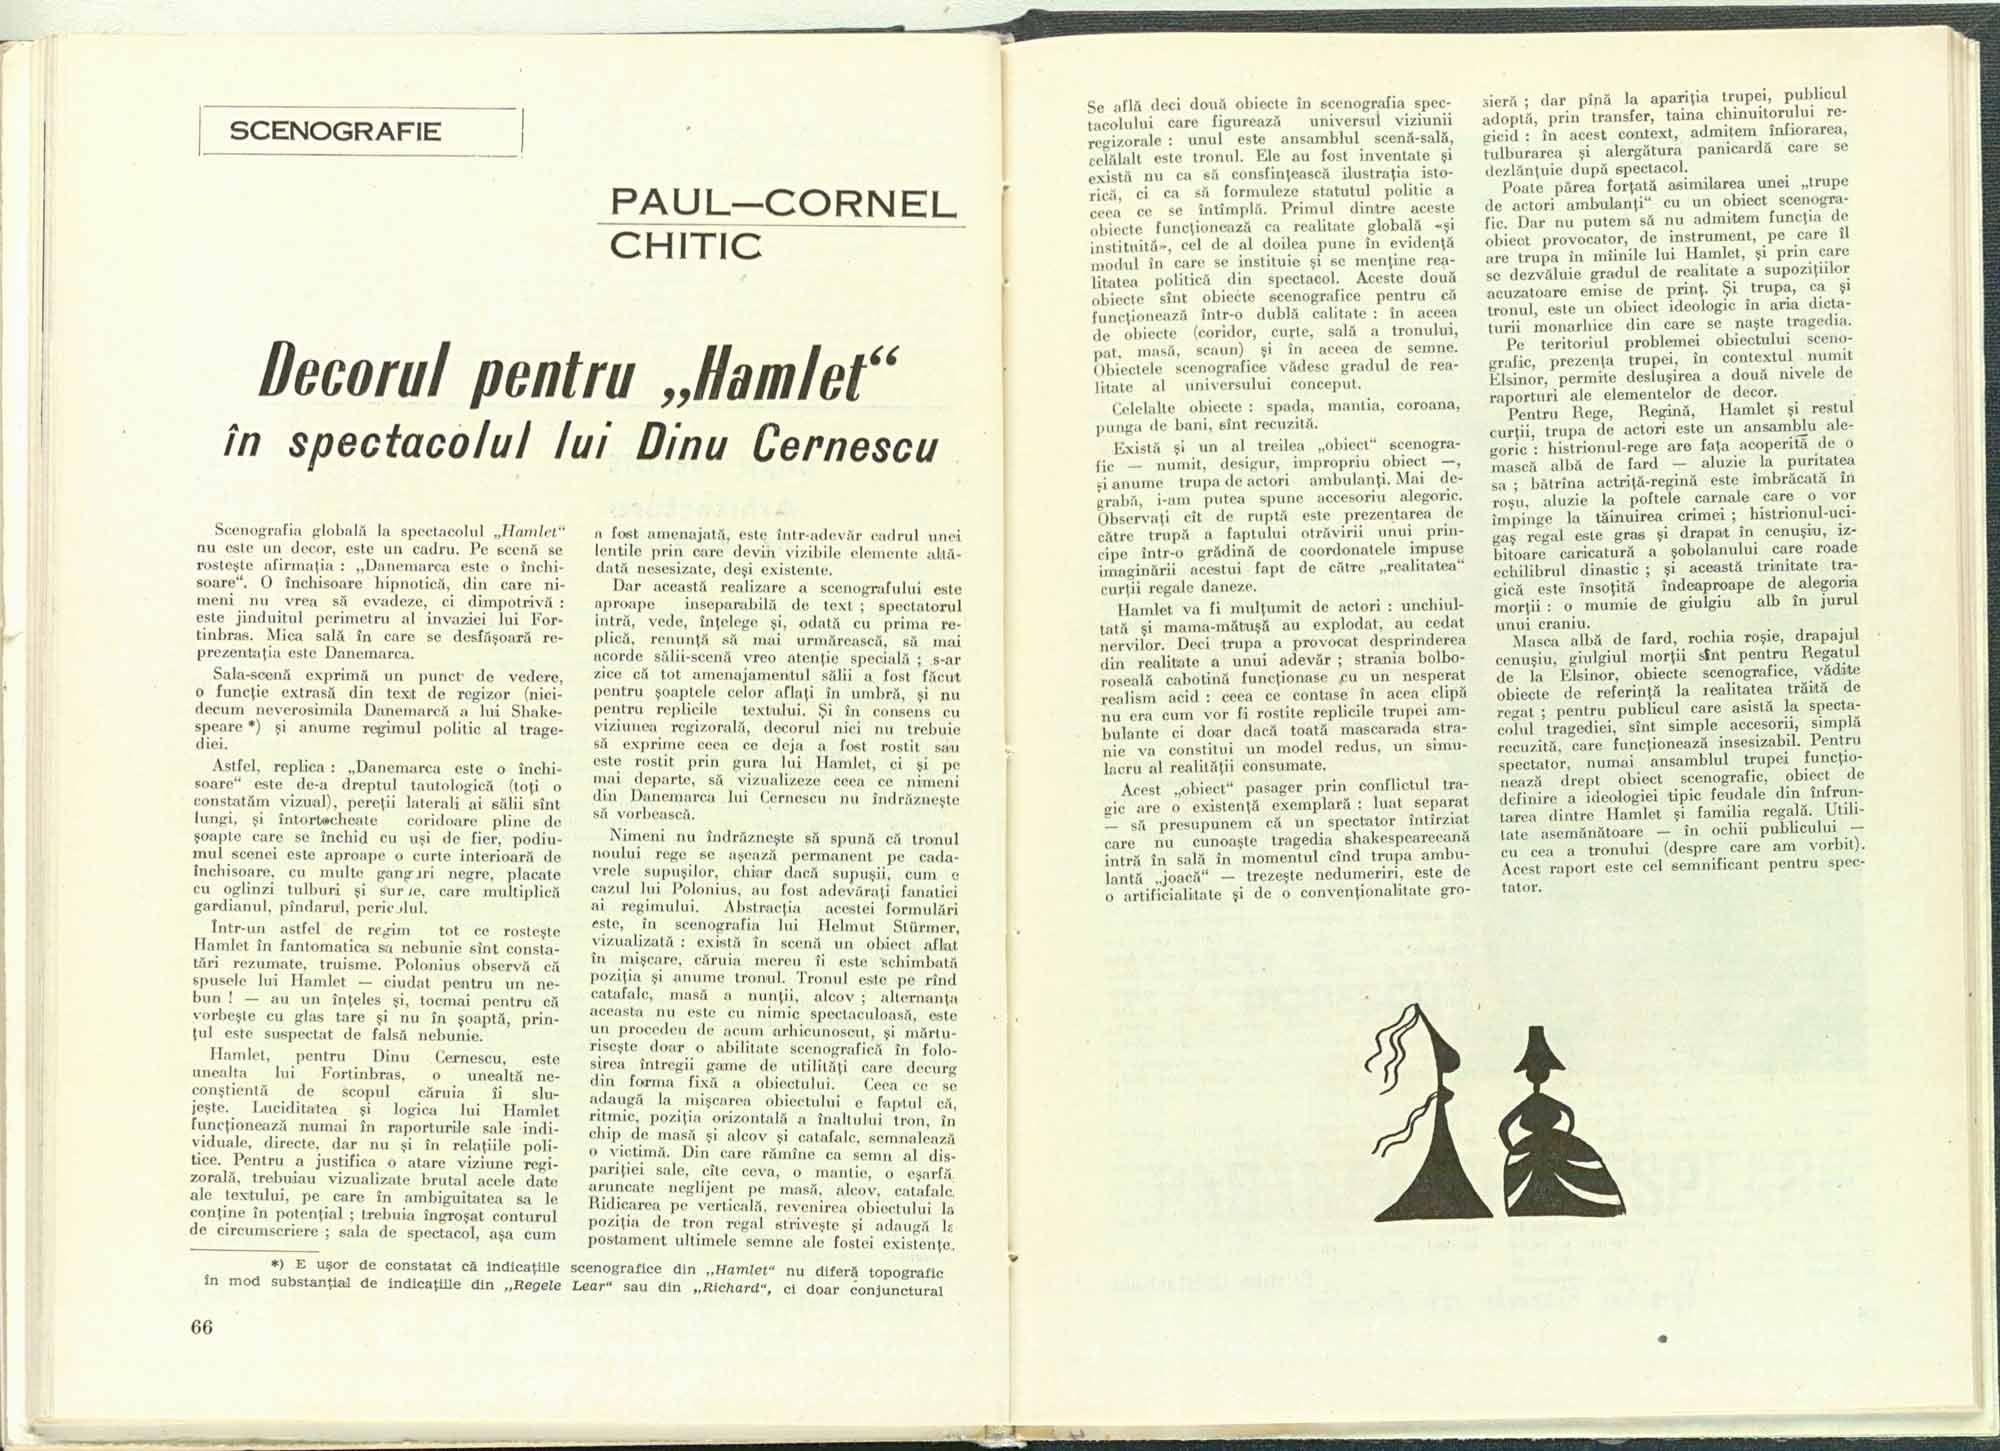 SCENOGRAFIE
PAUL—CORNEL
CHITIC
Decorul pentru „Hamlet“
în spectacolul lui Dinu Cernescu
Scenografia globală la spectacolul „Hamlet“
nu este un decor, este un cadru. Pe scenă se
rostește afirmația : „Danemarca este o închi-
soare“. O închisoare hipnotică, din care ni-
meni nu vrea să evadeze, ci dimpotrivă :
este jinduitul perimetru al invaziei lui For-
tinbras. Mica sală în care se desfășoară re-
prezentația este Danemarca.
Sala-scenă exprimă un punct de vedere,
o funcție extrasă din text de regizor (nici-
decum neverosimila Danemarcă a lui Shake-
speare *) și anume regimul politic al trage-
diei.
Astfel, replica : „Danemarca este o închi-
soare“ este de-a dreptul tautologică (toți o
constatăm vizual), pereții laterali ai sălii sînt
lungi, și întortocheate coridoare pline de
șoapte care se închid cu uși de fier, podiu-
mul scenei este aproape o curte interioară de
închisoare, cu multe ganguri negre, placate
cu oglinzi tulburi și surde, care multiplică
gardianul, pîndarul, pericolul.
Într-un astfel de regim tot ce rostește
Hamlet în fantomatica sa nebunie sînt consta-
tări rezumate, truisme. Polonius observă că
spusele lui Hamlet — ciudat pentru un ne-
bun ! — au un înțeles și, tocmai pentru că
vorbește cu glas tare și nu în șoaptă, prin-
țul este suspectat de falsă nebunie.
Hamlet, pentru Dinu Cernescu, este
unealta lui Fortinbras, o unealtă ne-
conștientă de scopul căruia îi slu-
jește. Luciditatea și logica lui Hamlet
funcționează numai în raporturile sale indi-
viduale, directe, dar nu și în relațiile poli-
tice. Pentru a justifica o atare viziune regi-
zorală, trebuiau vizualizate brutal acele date
ale textului, pe care în ambiguitatea sa le
conține în potențial ; trebuia îngroșat conturul
de circumscriere ; sala de spectacol, așa cum
a fost amenajată, este într-adevăr cadrul unei
lentile prin care devin vizibile elemente altă-
dată nesesizate, deși existente.
Dar această realizare a scenografului este
aproape inseparabilă de text ; spectatorul
intră, vede, înțelege și, odată cu prima re-
plică, renunță să mai urmărească, să mai
acorde sălii-scenă vreo atenție specială ; s-ar
zice că tot amenajamentul sălii a fost făcut
pentru șoaptele celor aflați în umbră, și nu
pentru replicile textului. Și în consens cu
viziunea regizorală, decorul nici nu trebuie
să exprime ceea ce deja a fost rostit sau
este rostit prin gura lui Hamlet, ci și pe
mai departe, să vizualizeze ceea ce nimeni
din Danemarca lui Cernescu nu îndrăznește
să vorbească.
Nimeni nu îndrăznește să spună că tronul
noului rege se așează permanent pe cada-
vrele supușilor, chiar dacă supușii, cum e
cazul lui Polonius, au fost adevărați fanatici
ai regimului. Abstracția acestei formulări
este, în scenografia lui Helmut Stürmer,
vizualizată : există în scenă un obiect aflat
în mișcare, căruia mereu îi este schimbată
poziția și anume tronul. Tronul este pe rînd
catafalc, masă a nunții, alcov ; alternanța
aceasta nu este cu nimic spectaculoasă, este
un procedeu de acum arhicunoscut, și mărtu-
risește doar o abilitate scenografică în folo-
sirea întregii game de utilități care decurg
din forma fixă a obiectului. Ceea ce se
adaugă la mișcarea obiectului e faptul că,
ritmic, poziția orizontală a înaltului tron, în
chip de masă și alcov și catafalc, semnalează
o victimă. Din care rămîne ca semn al dis-
pariției sale, cîte ceva, o mantie, o eșarfă
aruncate neglijent pe masă, alcov, catafalc.
Ridicarea pe verticală, revenirea obiectului la
poziția de tron regal strivește și adaugă la
postament ultimele semne ale fostei existențe.
*) E ușor de constatat că indicațiile scenografice din „Hamlet“ nu diferă topografic
în mod substanțial de indicațiile din „Regele Lear“ sau din „Richard“, ci doar conjunctural
66
Se află deci două obiecte în scenografia spec-
tacolului care figurează universul viziunii
regizorale : unul este ansamblul scenă-sală,
celălalt este tronul. Ele au fost inventate și
există nu ca să consfințească ilustrația isto-
rică, ci ca să formuleze statutul politic a
ceea ce se întîmplă. Primul dintre aceste
obiecte funcționează ca realitate globală «și
instituită», cel de al doilea pune în evidență
modul în care se instituie și se menține rea-
litatea politică din spectacol. Aceste două
obiecte sînt obiecte scenografice pentru că
funcționează într-o dublă calitate : în aceea
de obiecte (coridor, curte, sală a tronului,
pat, masă, scaun) și în aceea de semne.
Obiectele scenografice vădesc gradul de rea-
litate al universului conceput.
Celelalte obiecte : spada, mantia, coroana,
punga de bani, sînt recuzită.
Există și un al treilea „obiect“ scenogra-
fic — numit, desigur, impropriu obiect —,
și anume trupa de actori ambulanți. Mai de-
grabă, i-am putea spune accesoriu alegoric.
Observați cît de ruptă este prezentarea de
către trupă a faptului otrăvirii unui prin-
cipe într-o grădină de coordonatele impuse
imaginării acestui fapt de către „realitatea“
curții regale daneze.
Hamlet va fi mulțumit de actori : unchiul-
tată și mama-mătușă au explodat, au cedat
nervilor. Deci trupa a provocat desprinderea
din realitate a unui adevăr ; strania bolbo-
roseală cabotină funcționase cu un nesperat
realism acid : ceea ce contase în acea clipă
nu era cum vor fi rostite replicile trupei am-
bulante ci doar dacă toată mascarada stra-
nie va constitui un model redus, un simu-
lacru al realității consumate.
Acest „obiect“ pasager prin conflictul tra-
gic are o existență exemplară : luat separat
— să presupunem că un spectator întîrziat
care nu cunoaște tragedia shakespeareeană
intră în sală în momentul cînd trupa ambu-
lantă „joacă“ — trezește nedumeriri, este de
o artificialitate și de o convenționalitate gro-
sieră ; dar pînă la apariția trupei, publicul
adoptă, prin transfer, taina chinuitorului re-
gicid : în acest context, admitem înfiorarea,
tulburarea și alergătura panicardă care se
dezlănțuie după spectacol.
Poate părea forțată asimilarea unei „trupe
de actori ambulanți“ cu un obiect scenogra-
fic. Dar nu putem să nu admitem funcția de
obiect provocator, de instrument, pe care îl
are trupa în mîinile lui Hamlet, și prin care
se dezvăluie gradul de realitate a supozițiilor
acuzatoare emise de prinț. Și trupa, ca și
tronul, este un obiect ideologic în aria dicta-
turii monarhice din care se naște tragedia.
Pe teritoriul problemei obiectului sceno-
grafic, prezența trupei, în contextul numit
Elsinor, permite deslușirea a două nivele de
raporturi ale elementelor de decor.
Pentru Rege, Regină, Hamlet și restul
curții, trupa de actori este un ansamblu ale-
goric : histrionul-rege are fața acoperită de o
mască albă de fard — aluzie la puritatea
sa ; bătrîna actriță-regină este îmbrăcată în
roșu, aluzie la poftele carnale care o vor
împinge la tăinuirea crimei ; histrionul-uci-
gaș regal este gras și drapat în cenușiu, iz-
bitoare caricatură a șobolanului care roade
echilibrul dinastic ; și această trinitate tra-
gică este însoțită îndeaproape de alegoria
morții : o mumie de giulgiu alb în jurul
unui craniu.
Masca albă de fard, rochia roșie, drapajul
cenușiu, giulgiul morții sînt pentru Regatul
de la Elsinor, obiecte scenografice, vădite
obiecte de referință la realitatea trăită de
regat ; pentru publicul care asistă la specta-
colul tragediei, sînt simple accesorii, simplă
recuzită, care funcționează insesizabil. Pentru
spectator, numai ansamblul trupei funcțio-
nează drept obiect scenografic, obiect de
definire a ideologiei tipic feudale din înfrun-
tarea dintre Hamlet și familia regală. Utili-
tate asemănătoare — în ochii publicului —
cu cea a tronului (despre care am vorbit).
Acest raport este cel semnificant pentru spec-
tator.